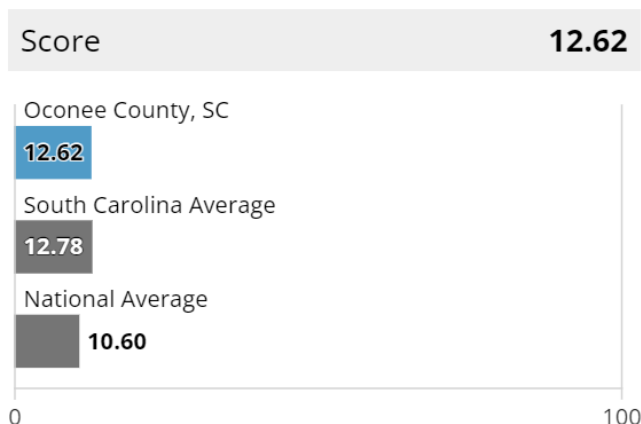 Score 12.62
Oconee County, SC
12.62
South Carolina Average
12.78
National Average
10.60
0 100